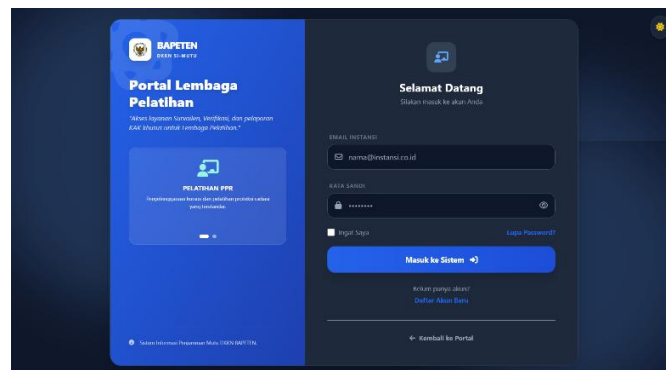 BAPETEN
DKKN SI-MUTU
Portal Lembaga
Pelatihan
"Akses layanan Surveilen, Verifikasi, dan pelaporan
KAK khusus untuk Lembaga Pelatihan."
PELATIHAN PPR
Penyelenggaraan kursus dan pelatihan proteksi radiasi
yang terstandar.
Sistem Informasi Penjaminan Mutu DKKN BAPETEN.
Selamat Datang
Silakan masuk ke akun Anda
EMAIL INSTANSI
nama@instansi.co.id
KATA SANDI
••••••••
Ingat Saya
Lupa Password?
Masuk ke Sistem
Belum punya akun?
Daftar Akun Baru
← Kembali ke Portal